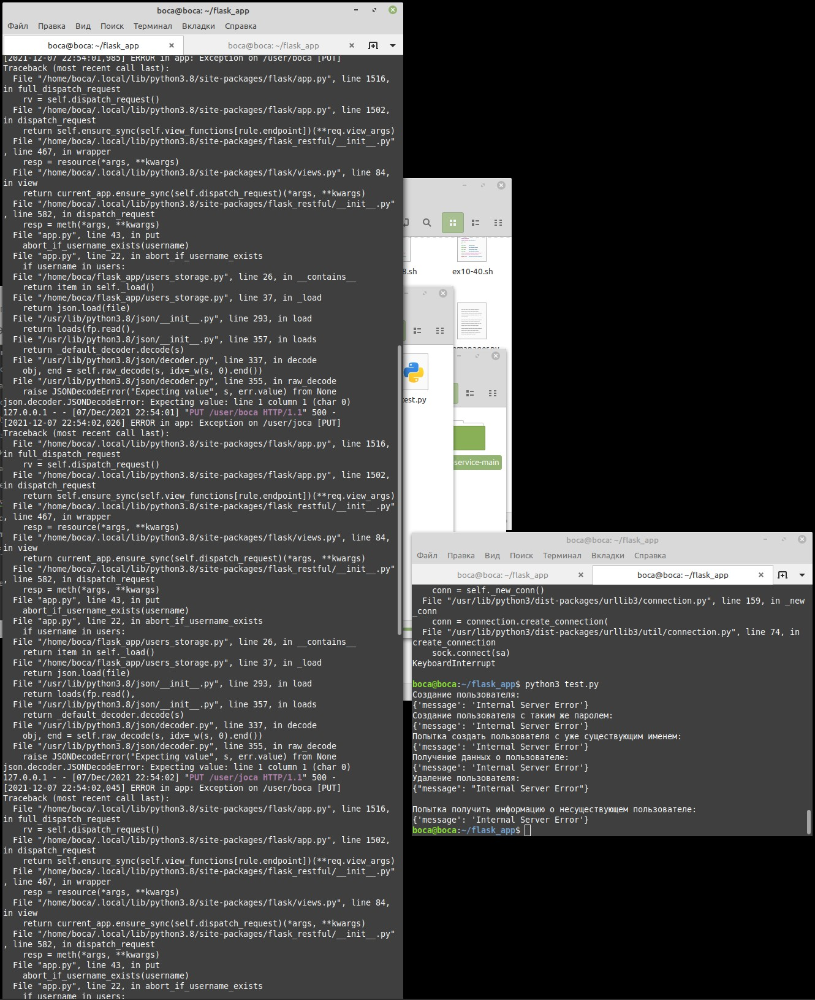 boca@boca: ~/flask_app
Файл Правка Вид Поиск Терминал Вкладки Справка
boca@boca: ~/flask_app boca@boca: ~/flask_app
[2021-12-07 22:54:01,985] ERROR in app: Exception on /user/boca [PUT]
Traceback (most recent call last):
  File "/home/boca/.local/lib/python3.8/site-packages/flask/app.py", line 1516,
in full_dispatch_request
    rv = self.dispatch_request()
  File "/home/boca/.local/lib/python3.8/site-packages/flask/app.py", line 1502,
in dispatch_request
    return self.ensure_sync(self.view_functions[rule.endpoint])(**req.view_args)
  File "/home/boca/.local/lib/python3.8/site-packages/flask_restful/__init__.py"
, line 467, in wrapper
    resp = resource(*args, **kwargs)
  File "/home/boca/.local/lib/python3.8/site-packages/flask/views.py", line 84,
in view
    return current_app.ensure_sync(self.dispatch_request)(*args, **kwargs)
  File "/home/boca/.local/lib/python3.8/site-packages/flask_restful/__init__.py"
, line 582, in dispatch_request
    resp = meth(*args, **kwargs)
  File "app.py", line 43, in put
    abort_if_username_exists(username)
  File "app.py", line 22, in abort_if_username_exists
    if username in users:
  File "/home/boca/flask_app/users_storage.py", line 26, in __contains__
    return item in self._load()
  File "/home/boca/flask_app/users_storage.py", line 37, in _load
    return json.load(file)
  File "/usr/lib/python3.8/json/__init__.py", line 293, in load
    return loads(fp.read(),
  File "/usr/lib/python3.8/json/__init__.py", line 357, in loads
    return _default_decoder.decode(s)
  File "/usr/lib/python3.8/json/decoder.py", line 337, in decode
    obj, end = self.raw_decode(s, idx=_w(s, 0).end())
  File "/usr/lib/python3.8/json/decoder.py", line 355, in raw_decode
    raise JSONDecodeError("Expecting value", s, err.value) from None
json.decoder.JSONDecodeError: Expecting value: line 1 column 1 (char 0)
127.0.0.1 - - [07/Dec/2021 22:54:01] "PUT /user/boca HTTP/1.1" 500 -
[2021-12-07 22:54:02,026] ERROR in app: Exception on /user/joca [PUT]
Traceback (most recent call last):
  File "/home/boca/.local/lib/python3.8/site-packages/flask/app.py", line 1516,
in full_dispatch_request
    rv = self.dispatch_request()
  File "/home/boca/.local/lib/python3.8/site-packages/flask/app.py", line 1502,
in dispatch_request
    return self.ensure_sync(self.view_functions[rule.endpoint])(**req.view_args)
  File "/home/boca/.local/lib/python3.8/site-packages/flask_restful/__init__.py"
, line 467, in wrapper
    resp = resource(*args, **kwargs)
  File "/home/boca/.local/lib/python3.8/site-packages/flask/views.py", line 84,
in view
    return current_app.ensure_sync(self.dispatch_request)(*args, **kwargs)
  File "/home/boca/.local/lib/python3.8/site-packages/flask_restful/__init__.py"
, line 582, in dispatch_request
    resp = meth(*args, **kwargs)
  File "app.py", line 43, in put
    abort_if_username_exists(username)
  File "app.py", line 22, in abort_if_username_exists
    if username in users:
  File "/home/boca/flask_app/users_storage.py", line 26, in __contains__
    return item in self._load()
  File "/home/boca/flask_app/users_storage.py", line 37, in _load
    return json.load(file)
  File "/usr/lib/python3.8/json/__init__.py", line 293, in load
    return loads(fp.read(),
  File "/usr/lib/python3.8/json/__init__.py", line 357, in loads
    return _default_decoder.decode(s)
  File "/usr/lib/python3.8/json/decoder.py", line 337, in decode
    obj, end = self.raw_decode(s, idx=_w(s, 0).end())
  File "/usr/lib/python3.8/json/decoder.py", line 355, in raw_decode
    raise JSONDecodeError("Expecting value", s, err.value) from None
json.decoder.JSONDecodeError: Expecting value: line 1 column 1 (char 0)
127.0.0.1 - - [07/Dec/2021 22:54:02] "PUT /user/joca HTTP/1.1" 500 -
[2021-12-07 22:54:02,045] ERROR in app: Exception on /user/boca [PUT]
Traceback (most recent call last):
  File "/home/boca/.local/lib/python3.8/site-packages/flask/app.py", line 1516,
in full_dispatch_request
    rv = self.dispatch_request()
  File "/home/boca/.local/lib/python3.8/site-packages/flask/app.py", line 1502,
in dispatch_request
    return self.ensure_sync(self.view_functions[rule.endpoint])(**req.view_args)
  File "/home/boca/.local/lib/python3.8/site-packages/flask_restful/__init__.py"
, line 467, in wrapper
    resp = resource(*args, **kwargs)
  File "/home/boca/.local/lib/python3.8/site-packages/flask/views.py", line 84,
in view
    return current_app.ensure_sync(self.dispatch_request)(*args, **kwargs)
  File "/home/boca/.local/lib/python3.8/site-packages/flask_restful/__init__.py"
, line 582, in dispatch_request
    resp = meth(*args, **kwargs)
  File "app.py", line 43, in put
    abort_if_username_exists(username)
  File "app.py", line 22, in abort_if_username_exists
    if username in users:
8.sh ex10-40.sh
test.py
service-main
boca@boca: ~/flask_app
Файл Правка Вид Поиск Терминал Вкладки Справка
boca@boca: ~/flask_app boca@boca: ~/flask_app
    conn = self._new_conn()
  File "/usr/lib/python3/dist-packages/urllib3/connection.py", line 159, in _new
_conn
    conn = connection.create_connection(
  File "/usr/lib/python3/dist-packages/urllib3/util/connection.py", line 74, in
create_connection
    sock.connect(sa)
KeyboardInterrupt
boca@boca:~/flask_app$ python3 test.py
Создание пользователя:
{'message': 'Internal Server Error'}
Создание пользователя с таким же паролем:
{'message': 'Internal Server Error'}
Попытка создать пользователя с уже существующим именем:
{'message': 'Internal Server Error'}
Получение данных о пользователе:
{'message': 'Internal Server Error'}
Удаление пользователя:
{"message": "Internal Server Error"}
Попытка получить информацию о несуществующем пользователе:
{'message': 'Internal Server Error'}
boca@boca:~/flask_app$